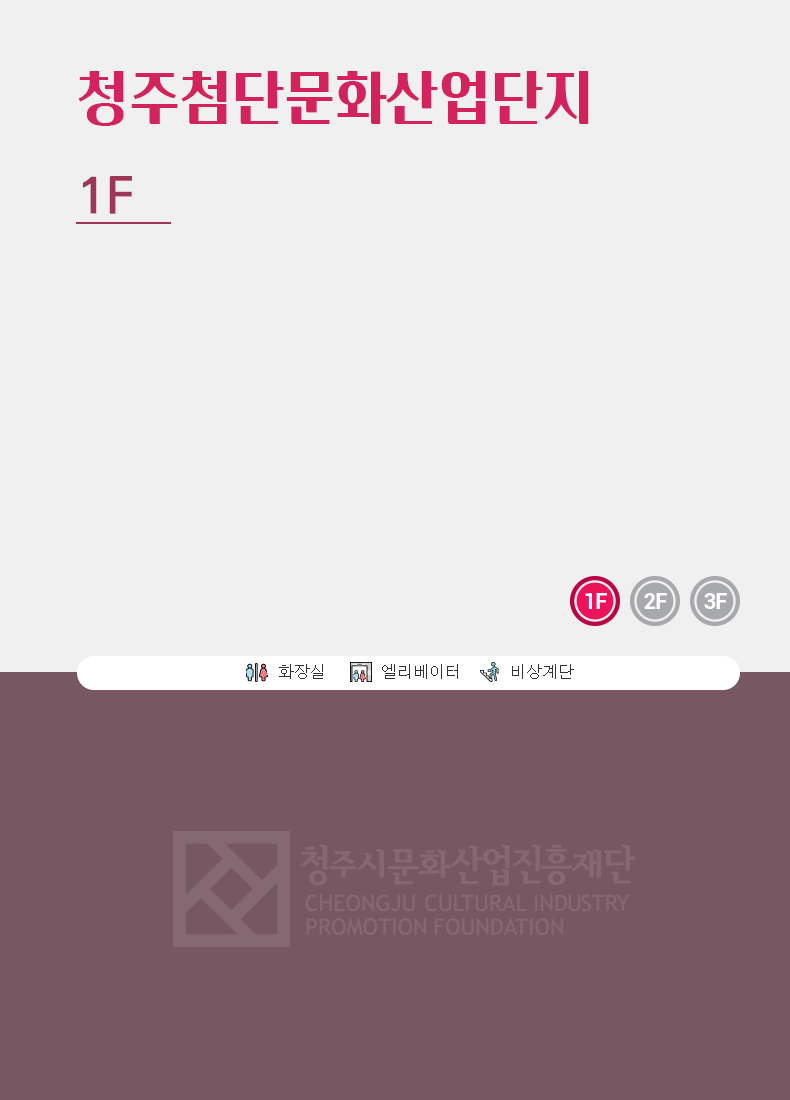 청주첨단문화산업단지
1F
1F 2F 3F
화장실 엘리베이터 비상계단
청주시문화산업진흥재단
CHEONGJU CULTURAL INDUSTRY
PROMOTION FOUNDATION